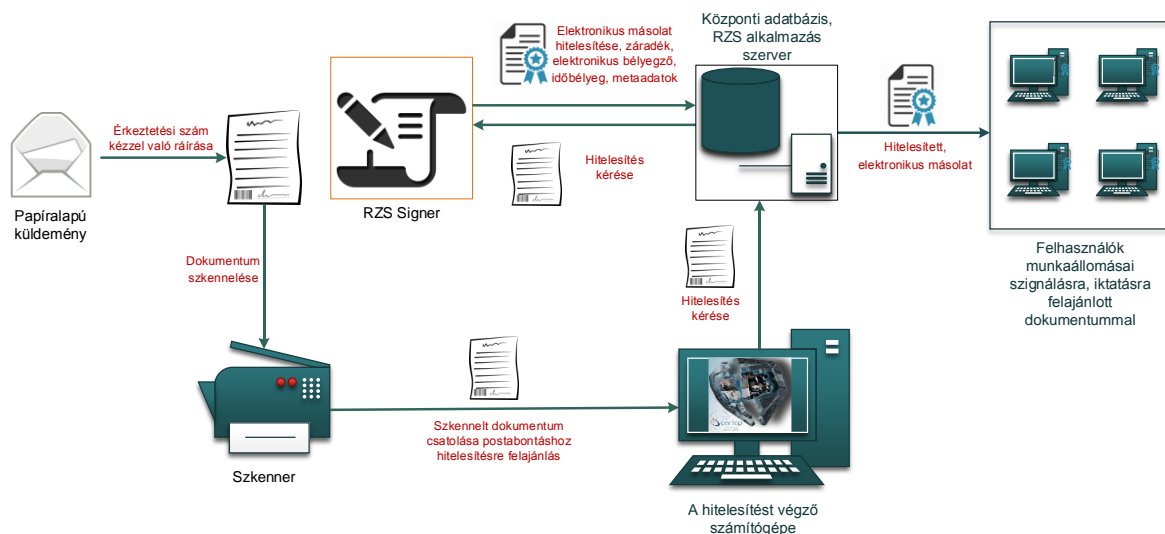 Érkeztetési szám
kézzel való ráírása
Papíralapú
küldemény
Elektronikus másolat
hitelesítése, záradék,
elektronikus bélyegző,
időbélyeg, metaadatok
RZS Signer
Hitelesítés
kérése
Központi adatbázis,
RZS alkalmazás
szerver
Hitelesített,
elektronikus másolat
Felhasználók
munkaállomásai
szignálásra, iktatásra
felajánlott
dokumentummal
Dokumentum
szkennelése
Hitelesítés
kérése
Szkenner
Szkennelt dokumentum
csatolása postabontáshoz
hitelesítésre felajánlás
A hitelesítést végző
számítógépe